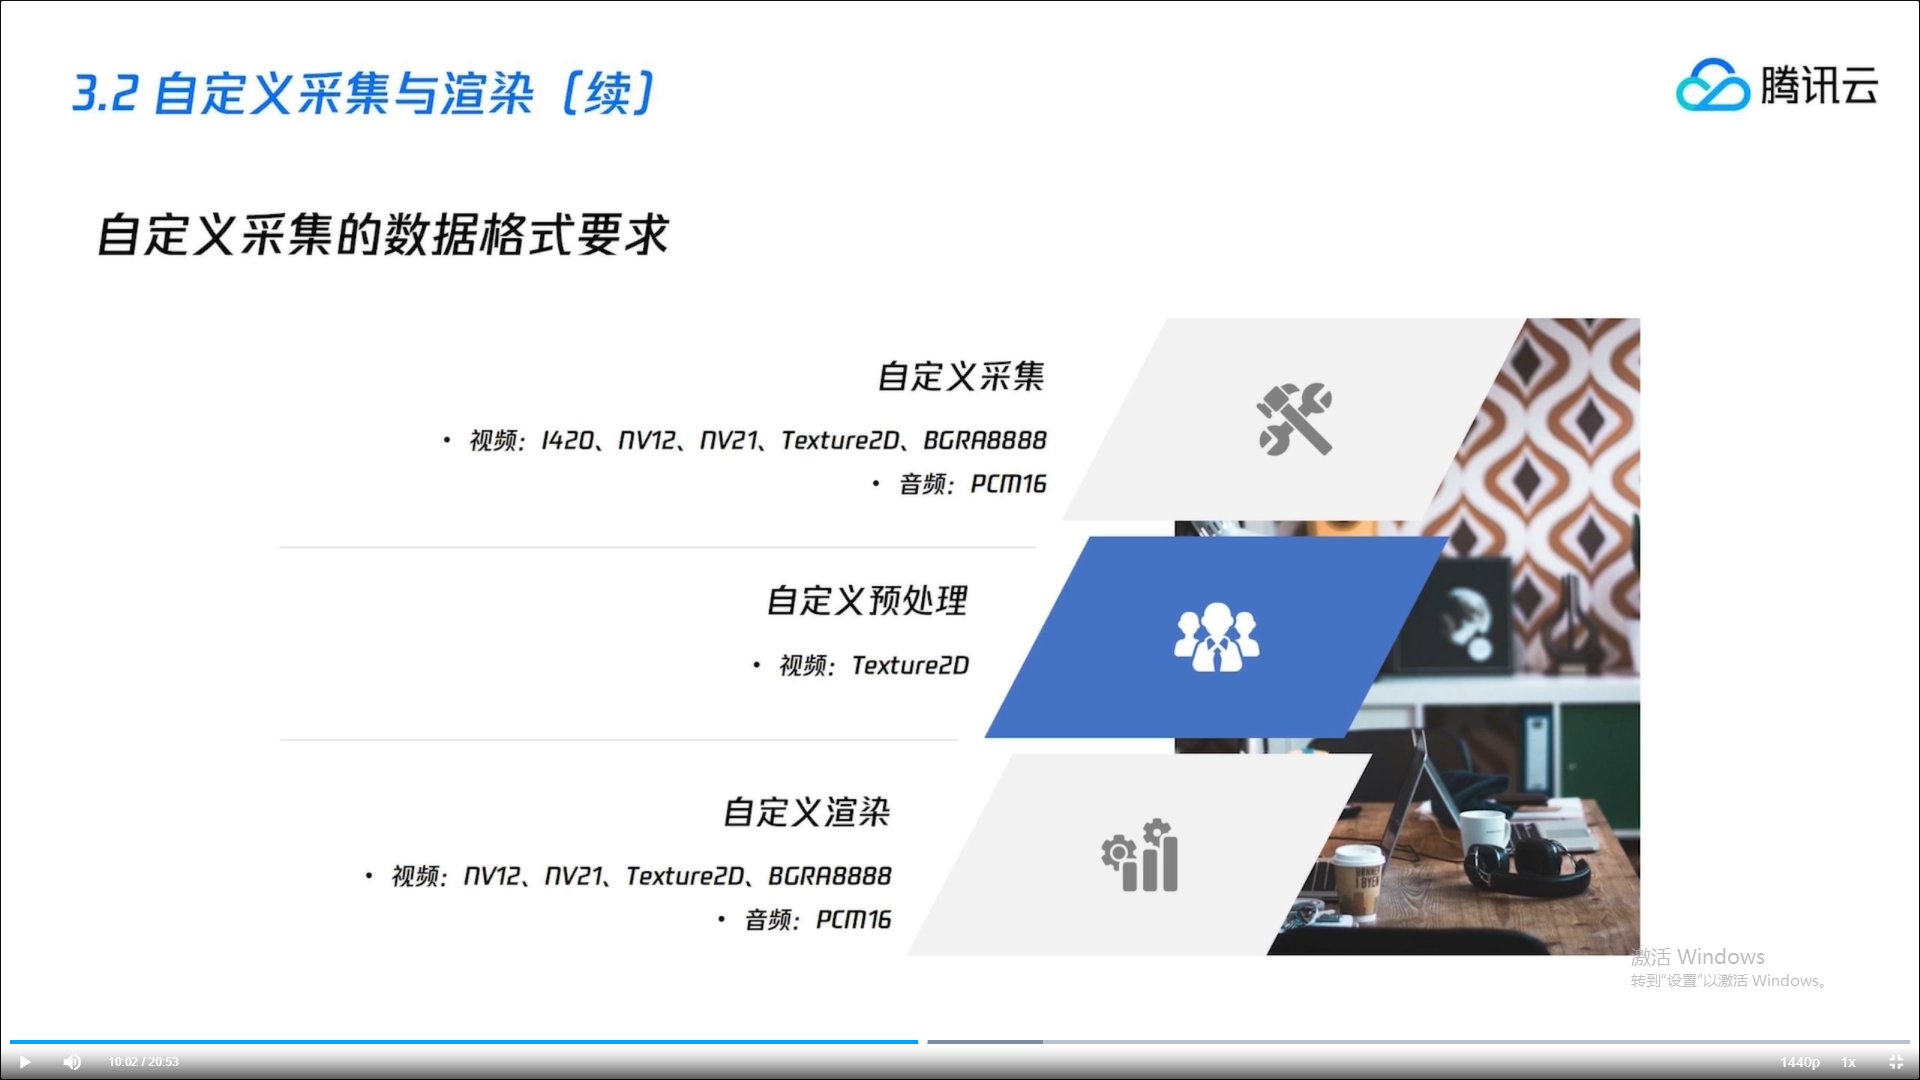 3.2 自定义采集与渲染（续）
腾讯云
自定义采集的数据格式要求
自定义采集
• 视频：I420、NV12、NV21、Texture2D、BGRA8888
• 音频：PCM16
自定义预处理
• 视频：Texture2D
自定义渲染
• 视频：NV12、NV21、Texture2D、BGRA8888
• 音频：PCM16
激活 Windows
转到“设置”以激活 Windows。
10:02 / 20:53
1440p
1x